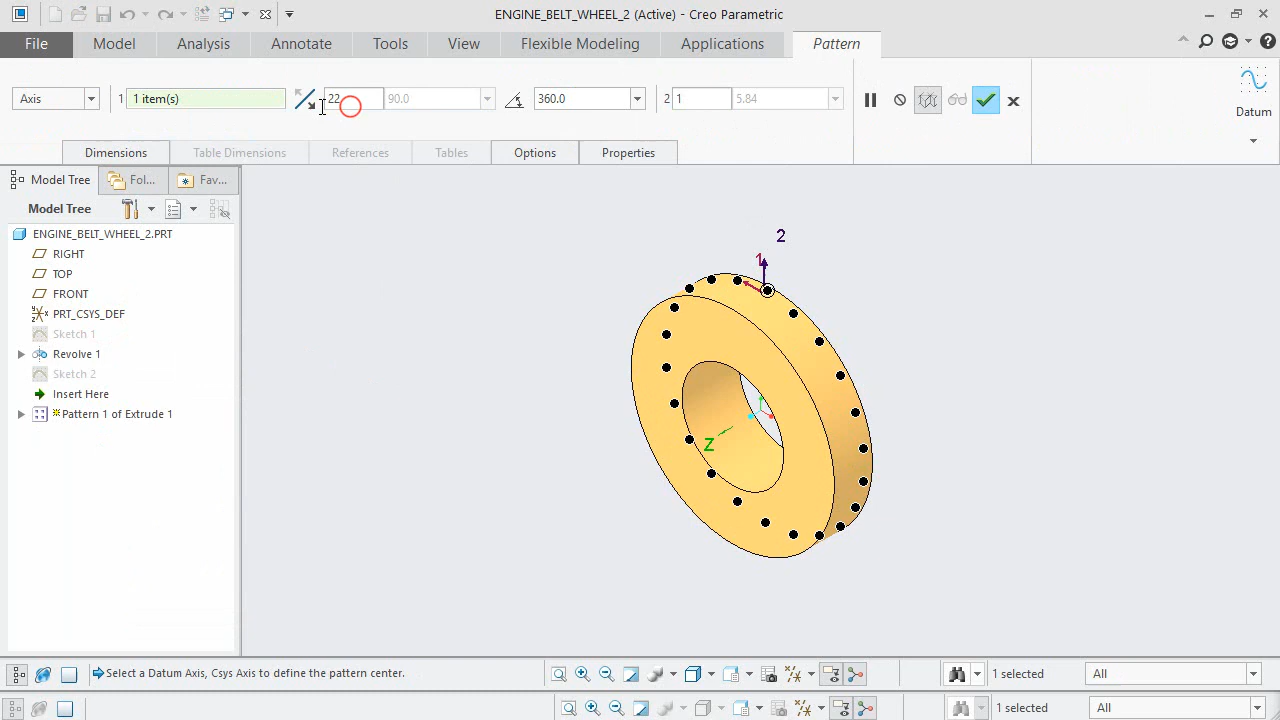 ENGINE_BELT_WHEEL_2 (Active) - Creo Parametric
File Model Analysis Annotate Tools View Flexible Modeling Applications Pattern
Axis 1 1 item(s) 22 90.0 360.0 2 1 5.84
Datum
Dimensions Table Dimensions References Tables Options Properties
Model Tree Fol... Fav...
Model Tree
ENGINE_BELT_WHEEL_2.PRT
RIGHT
TOP
FRONT
PRT_CSYS_DEF
Sketch 1
Revolve 1
Sketch 2
Insert Here
Pattern 1 of Extrude 1
2
1
Z
Select a Datum Axis, Csys Axis to define the pattern center. 1 selected All
1 selected All